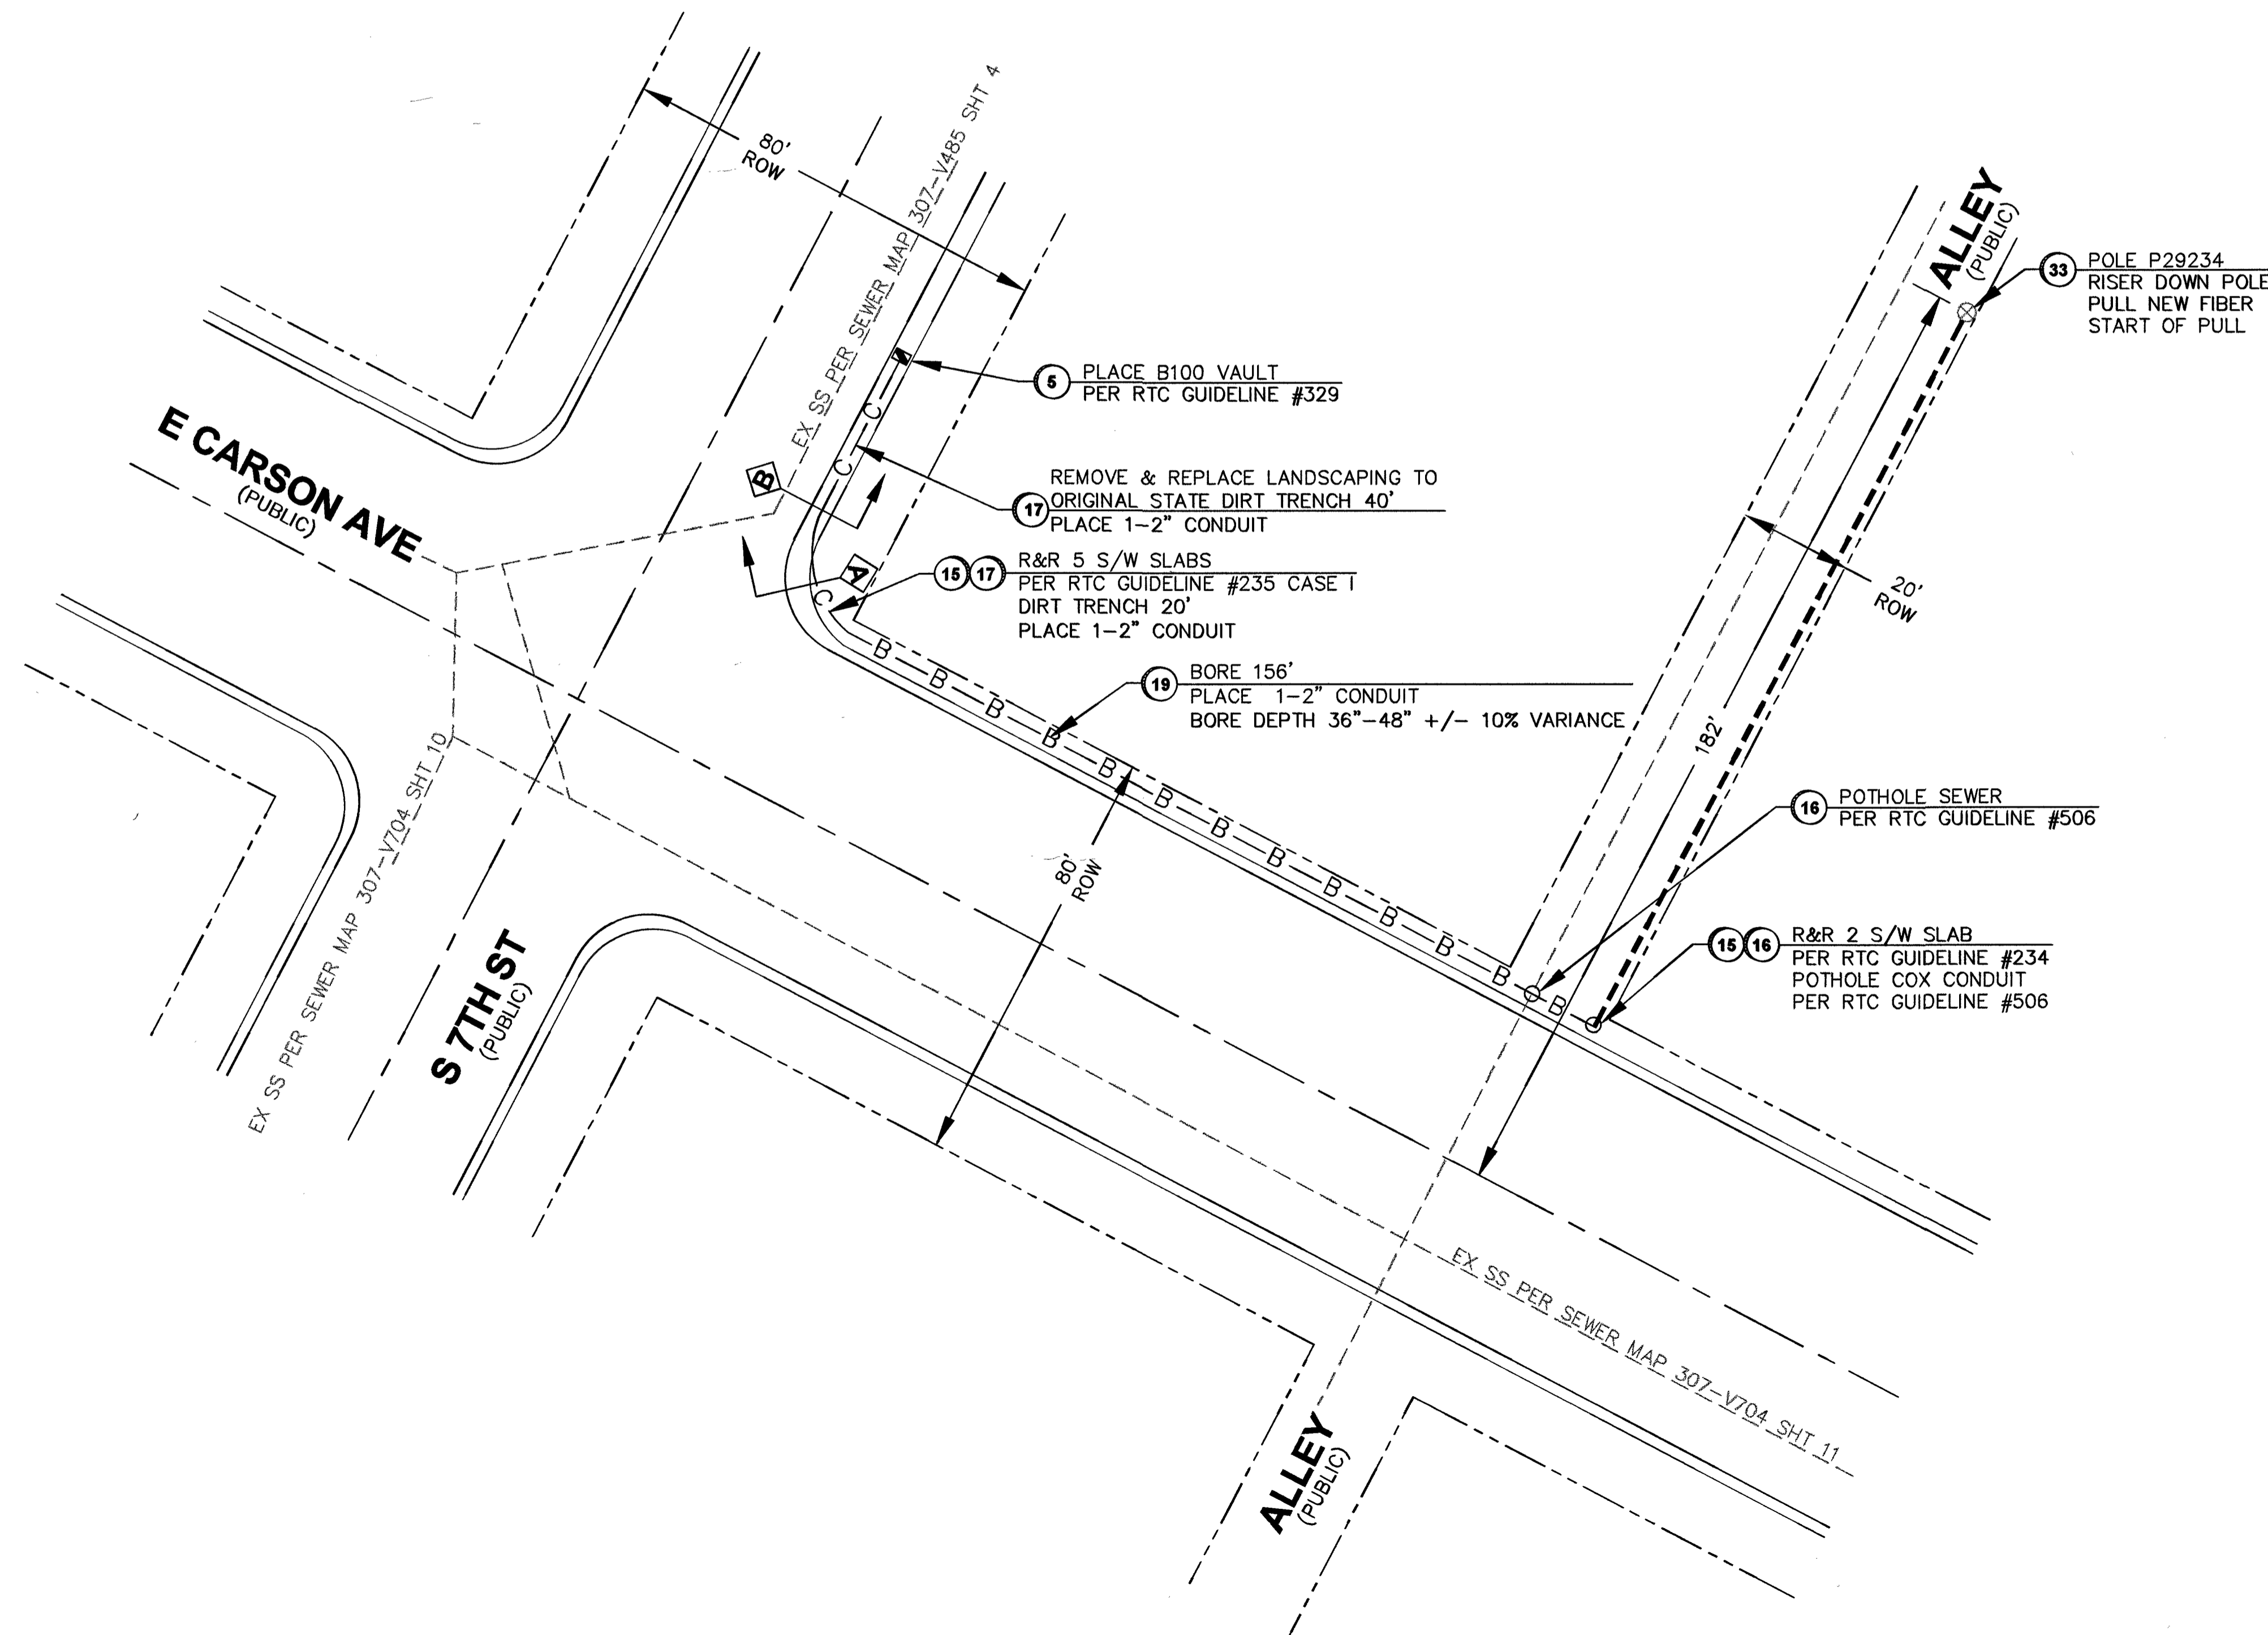 80'
ROW
EX SS PER SEWER MAP 307-V485 SHT 4
ALLEY
(PUBLIC)
33
POLE P29234
RISER DOWN POLE
PULL NEW FIBER
START OF PULL
5
PLACE B100 VAULT
PER RTC GUIDELINE #329
E CARSON AVE
(PUBLIC)
B
C
C
17
REMOVE & REPLACE LANDSCAPING TO
ORIGINAL STATE DIRT TRENCH 40'
PLACE 1-2" CONDUIT
A
C
15 17
R&R 5 S/W SLABS
PER RTC GUIDELINE #235 CASE I
DIRT TRENCH 20'
PLACE 1-2" CONDUIT
20'
ROW
19
BORE 156'
PLACE 1-2" CONDUIT
BORE DEPTH 36"-48" +/- 10% VARIANCE
B B B B B B B B B B B B B
182'
80'
ROW
16
POTHOLE SEWER
PER RTC GUIDELINE #506
15 16
R&R 2 S/W SLAB
PER RTC GUIDELINE #234
POTHOLE COX CONDUIT
PER RTC GUIDELINE #506
EX SS PER SEWER MAP 307-V704 SHT 10
S 7TH ST
(PUBLIC)
EX SS PER SEWER MAP 307-V704 SHT 11
ALLEY
(PUBLIC)